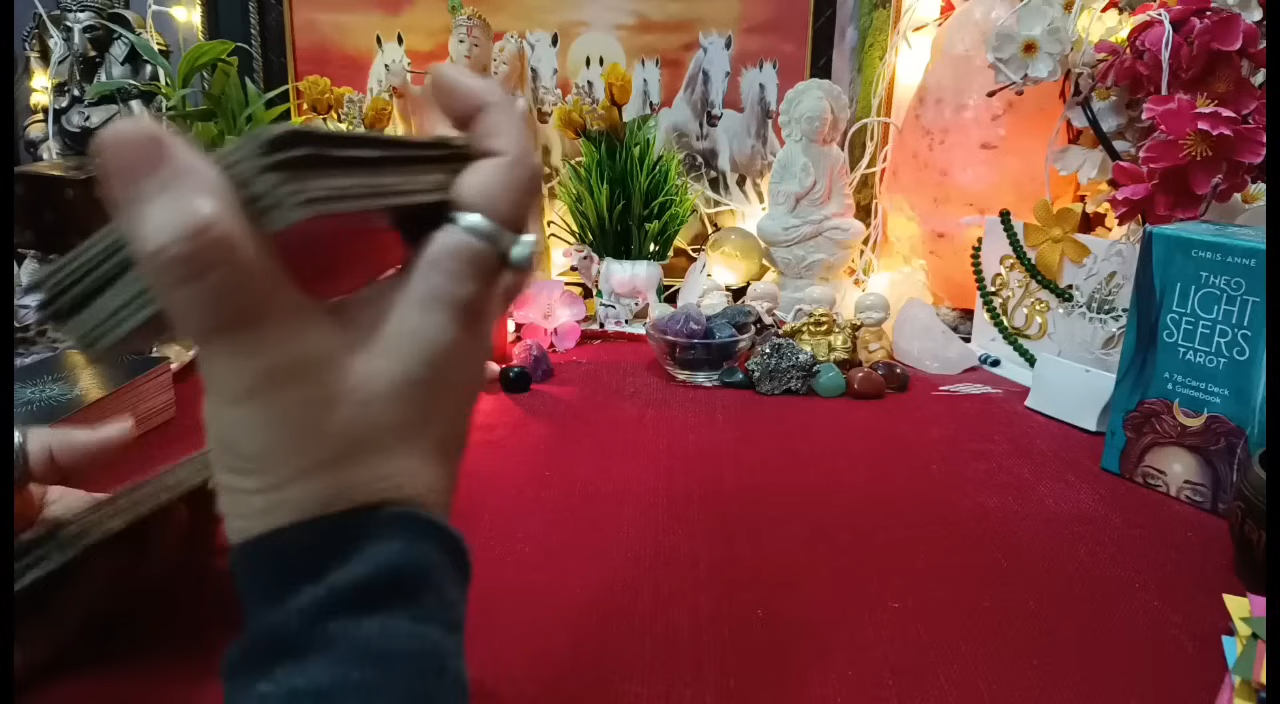 CHRIS-ANNE
THE
LIGHT
SEER'S
TAROT
A 78-Card Deck
& Guidebook